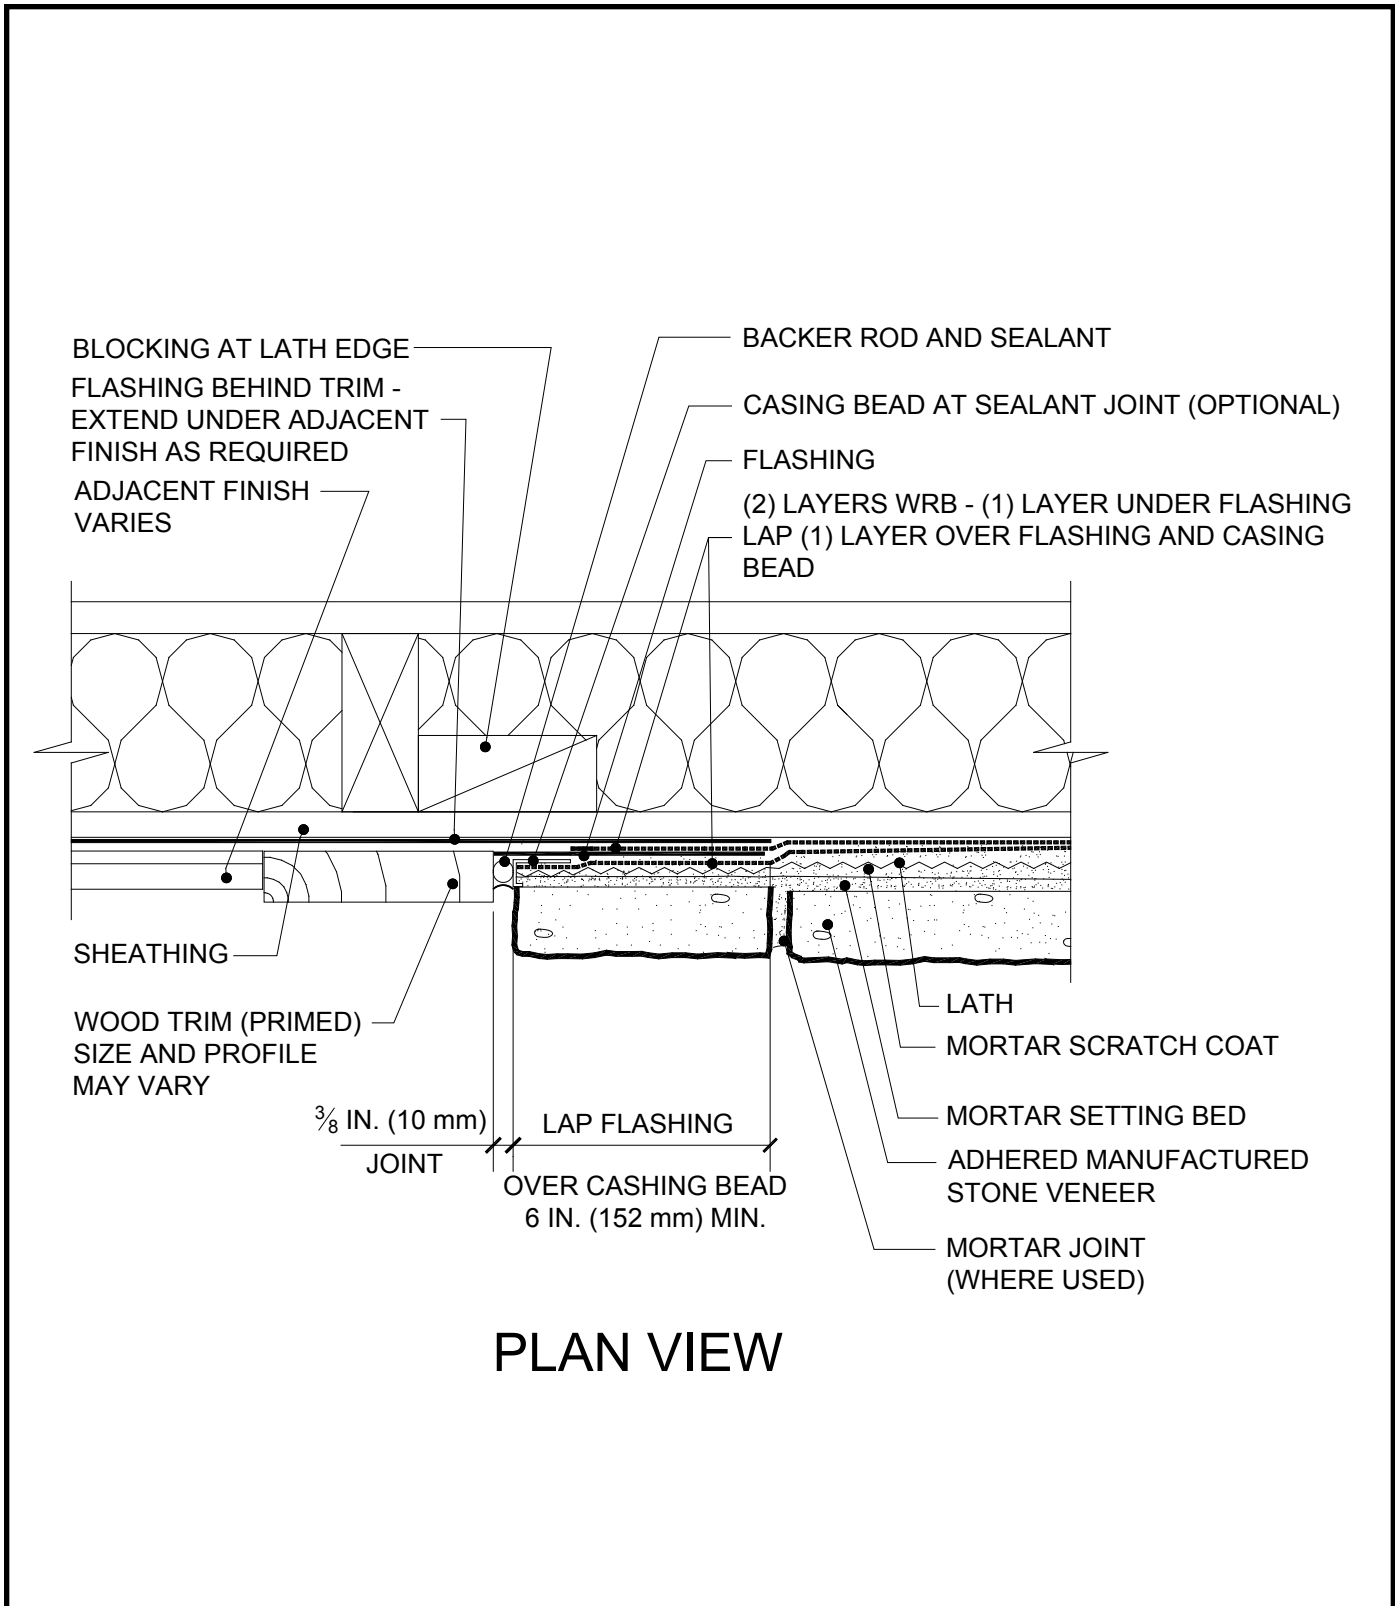 BLOCKING AT LATH EDGE
FLASHING BEHIND TRIM -
EXTEND UNDER ADJACENT
FINISH AS REQUIRED
ADJACENT FINISH
VARIES
BACKER ROD AND SEALANT
CASING BEAD AT SEALANT JOINT (OPTIONAL)
FLASHING
(2) LAYERS WRB - (1) LAYER UNDER FLASHING
LAP (1) LAYER OVER FLASHING AND CASING
BEAD
SHEATHING
WOOD TRIM (PRIMED)
SIZE AND PROFILE
MAY VARY
3/8 IN. (10 mm)
JOINT
LAP FLASHING
OVER CASHING BEAD
6 IN. (152 mm) MIN.
LATH
MORTAR SCRATCH COAT
MORTAR SETTING BED
ADHERED MANUFACTURED
STONE VENEER
MORTAR JOINT
(WHERE USED)
PLAN VIEW